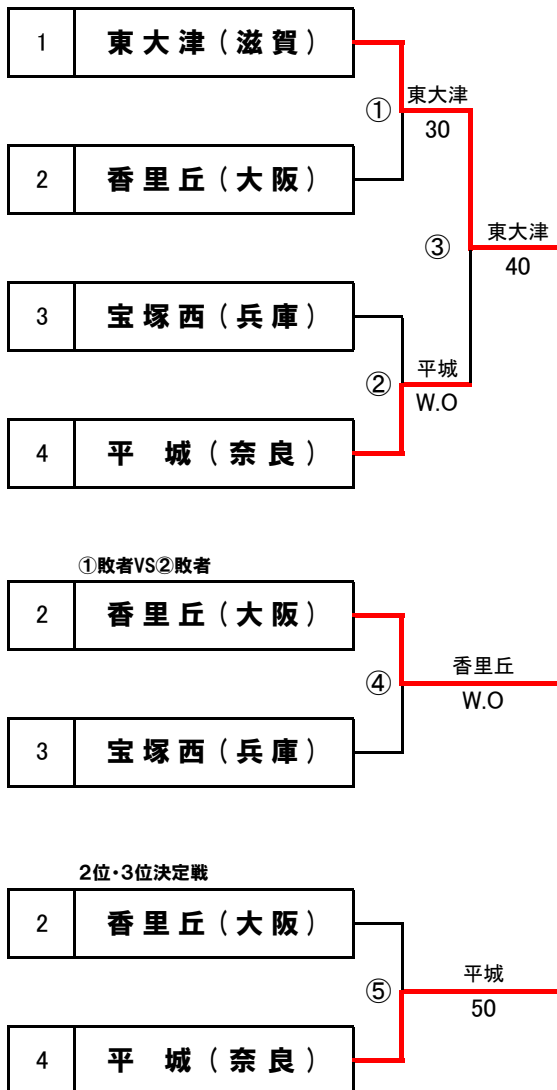 1 東大津（滋賀）
① 東大津
30
2 香里丘（大阪）
③ 東大津
40
3 宝塚西（兵庫）
② 平城
W.O
4 平　城（奈良）
①敗者VS②敗者
2 香里丘（大阪）
④ 香里丘
W.O
3 宝塚西（兵庫）
2位・3位決定戦
2 香里丘（大阪）
⑤ 平城
50
4 平　城（奈良）